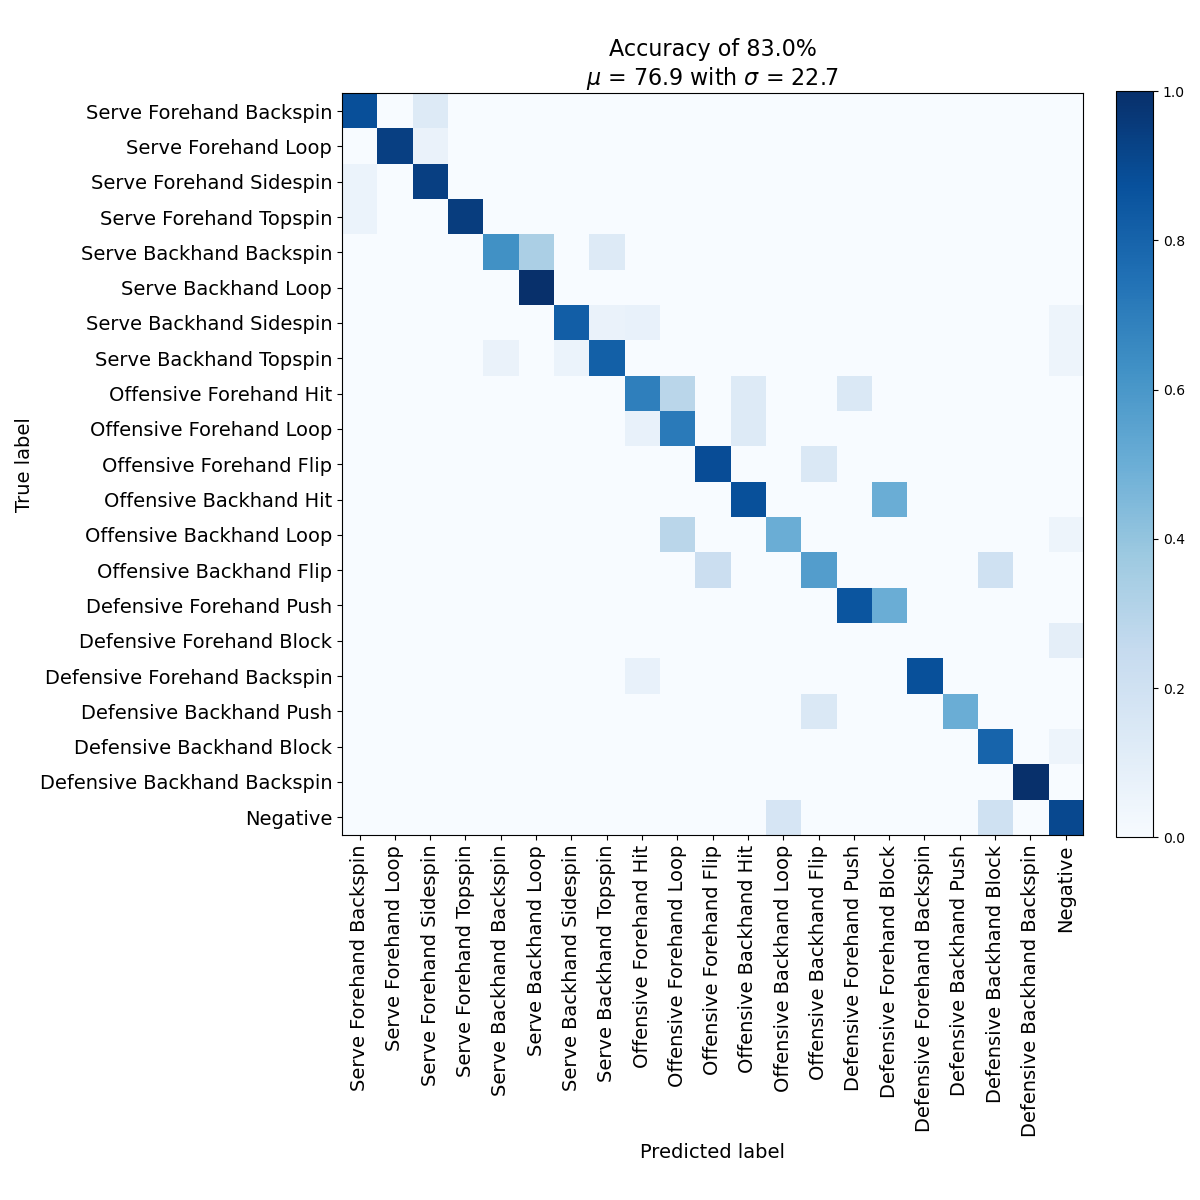 Accuracy of 83.0%
μ = 76.9 with σ = 22.7
True label
Serve Forehand Backspin
Serve Forehand Loop
Serve Forehand Sidespin
Serve Forehand Topspin
Serve Backhand Backspin
Serve Backhand Loop
Serve Backhand Sidespin
Serve Backhand Topspin
Offensive Forehand Hit
Offensive Forehand Loop
Offensive Forehand Flip
Offensive Backhand Hit
Offensive Backhand Loop
Offensive Backhand Flip
Defensive Forehand Push
Defensive Forehand Block
Defensive Forehand Backspin
Defensive Backhand Push
Defensive Backhand Block
Defensive Backhand Backspin
Negative
Serve Forehand Backspin
Serve Forehand Loop
Serve Forehand Sidespin
Serve Forehand Topspin
Serve Backhand Backspin
Serve Backhand Loop
Serve Backhand Sidespin
Serve Backhand Topspin
Offensive Forehand Hit
Offensive Forehand Loop
Offensive Forehand Flip
Offensive Backhand Hit
Offensive Backhand Loop
Offensive Backhand Flip
Defensive Forehand Push
Defensive Forehand Block
Defensive Forehand Backspin
Defensive Backhand Push
Defensive Backhand Block
Defensive Backhand Backspin
Negative
Predicted label
1.0
0.8
0.6
0.4
0.2
0.0